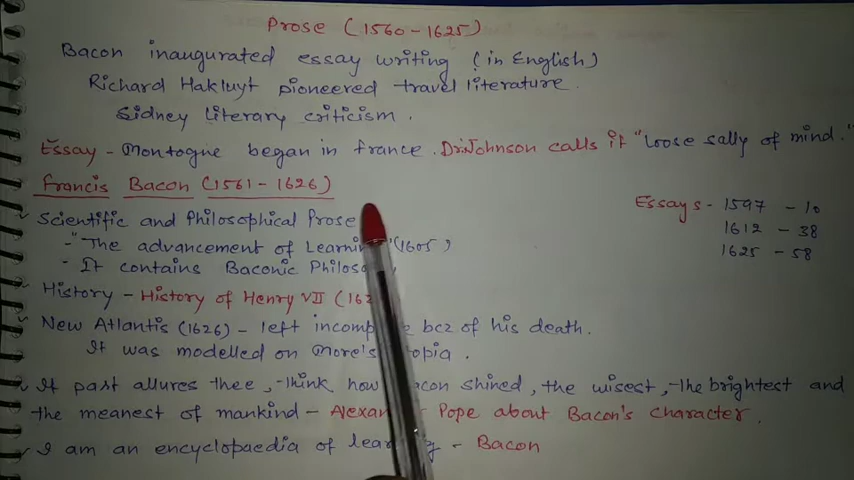 Prose (1560-1625)
Bacon inaugurated essay writing (in English)
Richard Hakluyt pioneered travel literature.
Sidney literary criticism.
Essay - Montogne began in france. Dr.Johnson calls it "loose sally of mind."
Francis Bacon (1561-1626)
Essays - 1597 - 10
1612 - 38
1625 - 58
Scientific and Philosophical Prose
- "The advancement of Learnin "(1605)
- It contains Baconic Philoso
History - History of Henry VII (162
New Atlantis (1626) - left incomp e bcz of his death.
It was modelled on More's topia.
If past allures thee, think how acon shined, the wisest, the brightest and
the meanest of mankind - Alexan r Pope about Bacon's character.
I am an encyclopaedia of lear g - Bacon